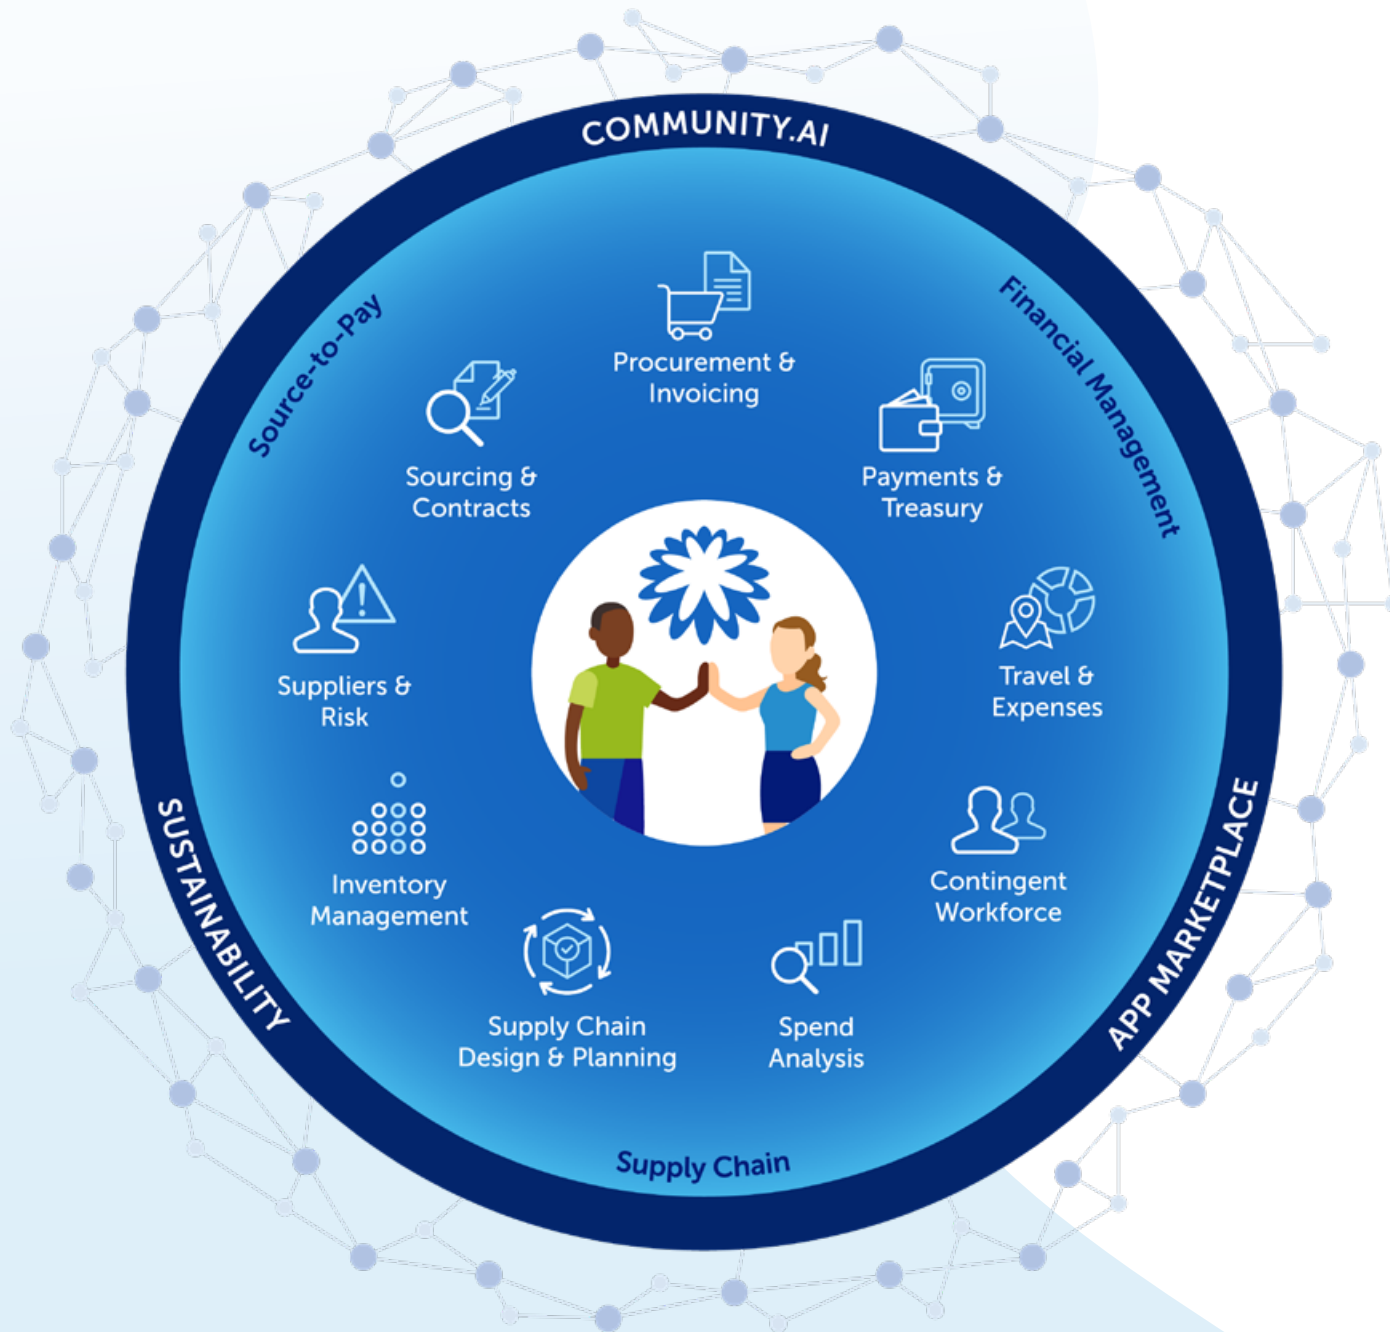 COMMUNITY.AI
Source-to-Pay
Financial Management
Procurement &
Invoicing
Sourcing &
Contracts
Payments &
Treasury
Suppliers &
Risk
Travel &
Expenses
Inventory
Management
Contingent
Workforce
Supply Chain
Design & Planning
Spend
Analysis
SUSTAINABILITY
APP MARKETPLACE
Supply Chain